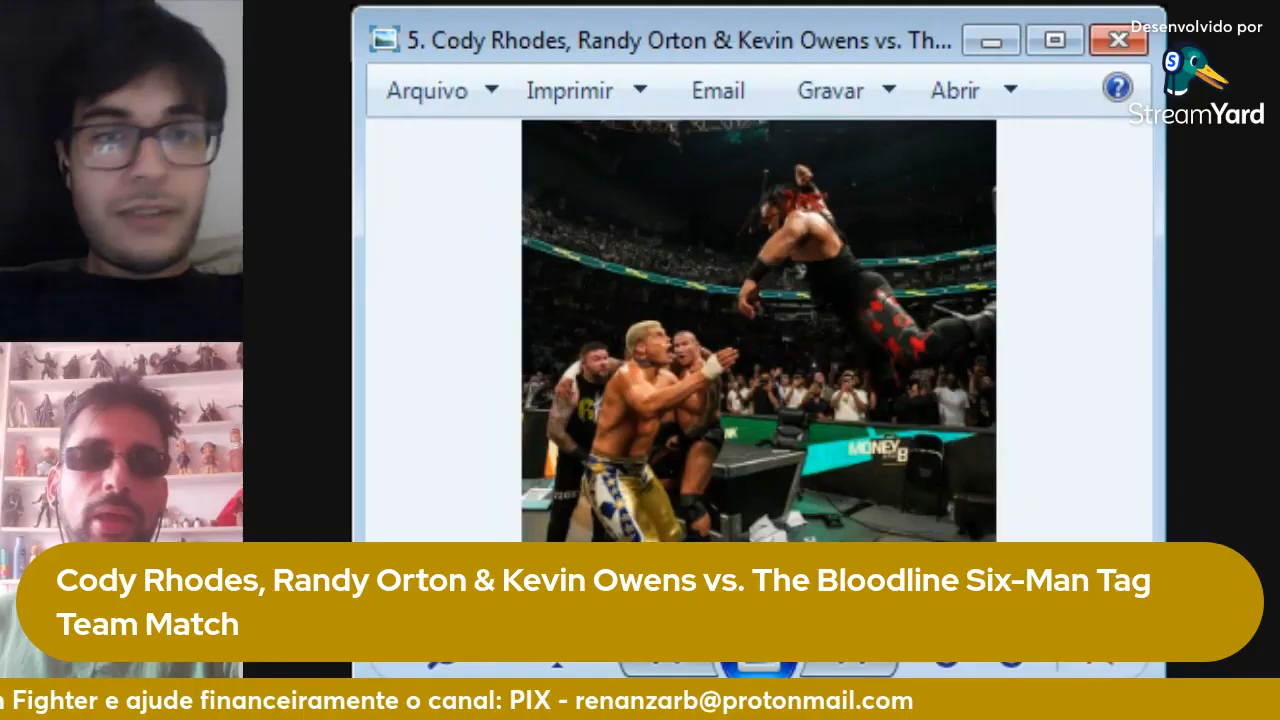 5. Cody Rhodes, Randy Orton & Kevin Owens vs. Th...
Desenvolvido por
StreamYard
Arquivo Imprimir Email Gravar Abrir
MONEY
Cody Rhodes, Randy Orton & Kevin Owens vs. The Bloodline Six-Man Tag
Team Match
Fighter e ajude financeiramente o canal: PIX - renanzarb@protonmail.com